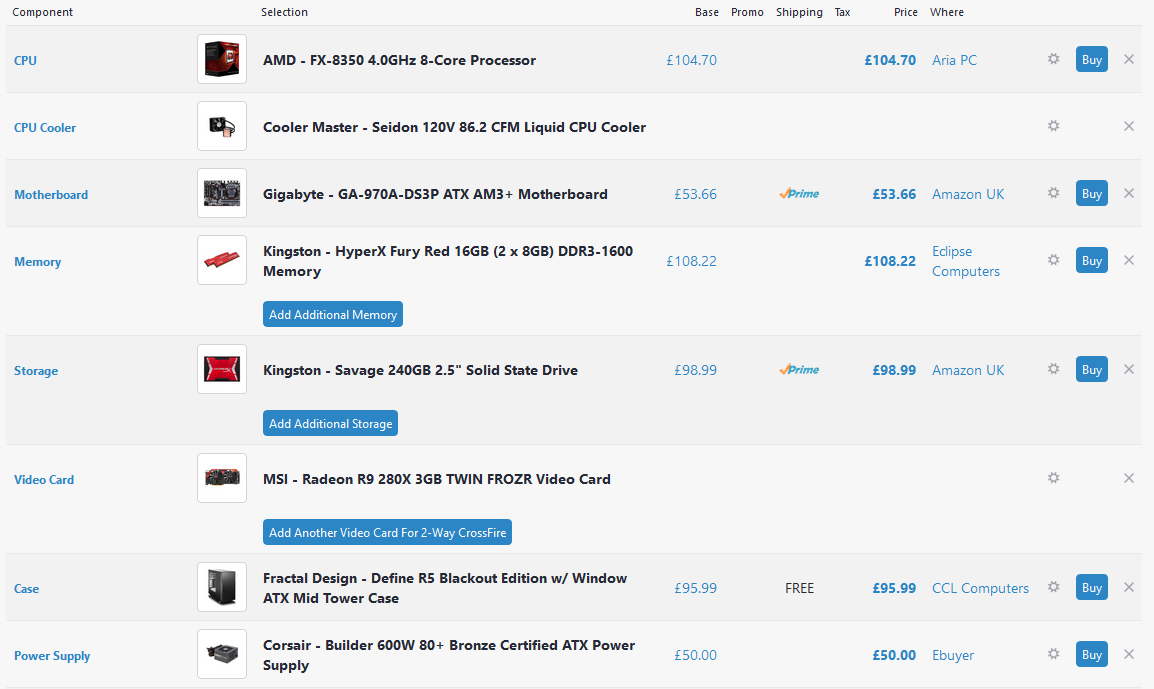 Component Selection Base Promo Shipping Tax Price Where
CPU AMD - FX-8350 4.0GHz 8-Core Processor £104.70 £104.70 Aria PC Buy
CPU Cooler Cooler Master - Seidon 120V 86.2 CFM Liquid CPU Cooler
Motherboard Gigabyte - GA-970A-DS3P ATX AM3+ Motherboard £53.66 Prime £53.66 Amazon UK Buy
Memory Kingston - HyperX Fury Red 16GB (2 x 8GB) DDR3-1600 £108.22 £108.22 Eclipse Buy
Memory Computers
Add Additional Memory
Storage Kingston - Savage 240GB 2.5" Solid State Drive £98.99 Prime £98.99 Amazon UK Buy
Add Additional Storage
Video Card MSI - Radeon R9 280X 3GB TWIN FROZR Video Card
Add Another Video Card For 2-Way CrossFire
Case Fractal Design - Define R5 Blackout Edition w/ Window £95.99 FREE £95.99 CCL Computers Buy
ATX Mid Tower Case
Power Supply Corsair - Builder 600W 80+ Bronze Certified ATX Power £50.00 £50.00 Ebuyer Buy
Supply